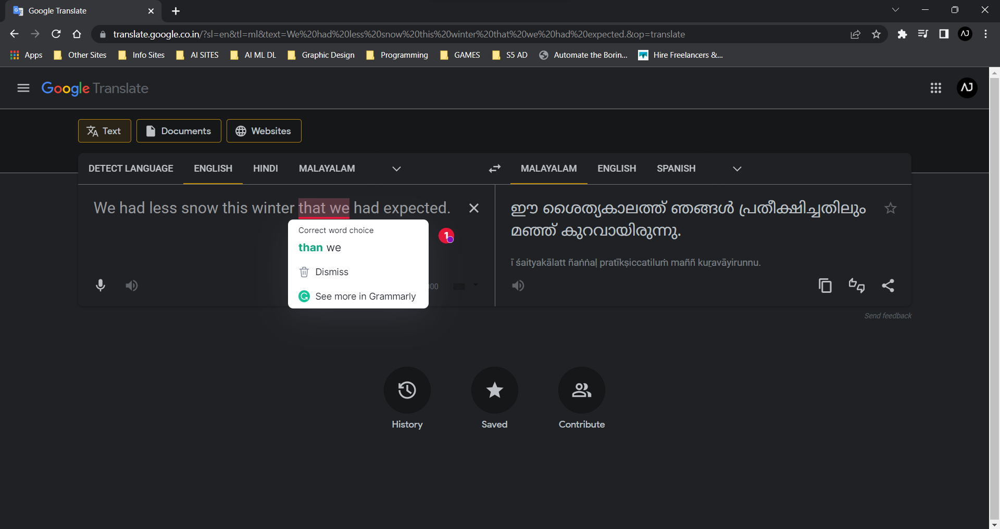 Google Translate
translate.google.co.in/?sl=en&tl=ml&text=We%20had%20less%20snow%20this%20winter%20that%20we%20had%20expected.&op=translate
AJ
Apps Other Sites Info Sites AI SITES AI ML DL Graphic Design Programming GAMES S5 AD Automate the Borin... Hire Freelancers &...
Google Translate
AJ
Text Documents Websites
DETECT LANGUAGE ENGLISH HINDI MALAYALAM MALAYALAM ENGLISH SPANISH
We had less snow this winter that we had expected.
Correct word choice
than we
Dismiss
See more in Grammarly
1
ഈ ശൈത്യകാലത്ത് ഞങ്ങൾ പ്രതീക്ഷിച്ചതിലും
മഞ്ഞ് കുറവായിരുന്നു.
ī śaityakālatt ñaṅṅaḷ pratīkṣiccatiluṁ maññ kuṟavāyirunnu.
Send feedback
History Saved Contribute